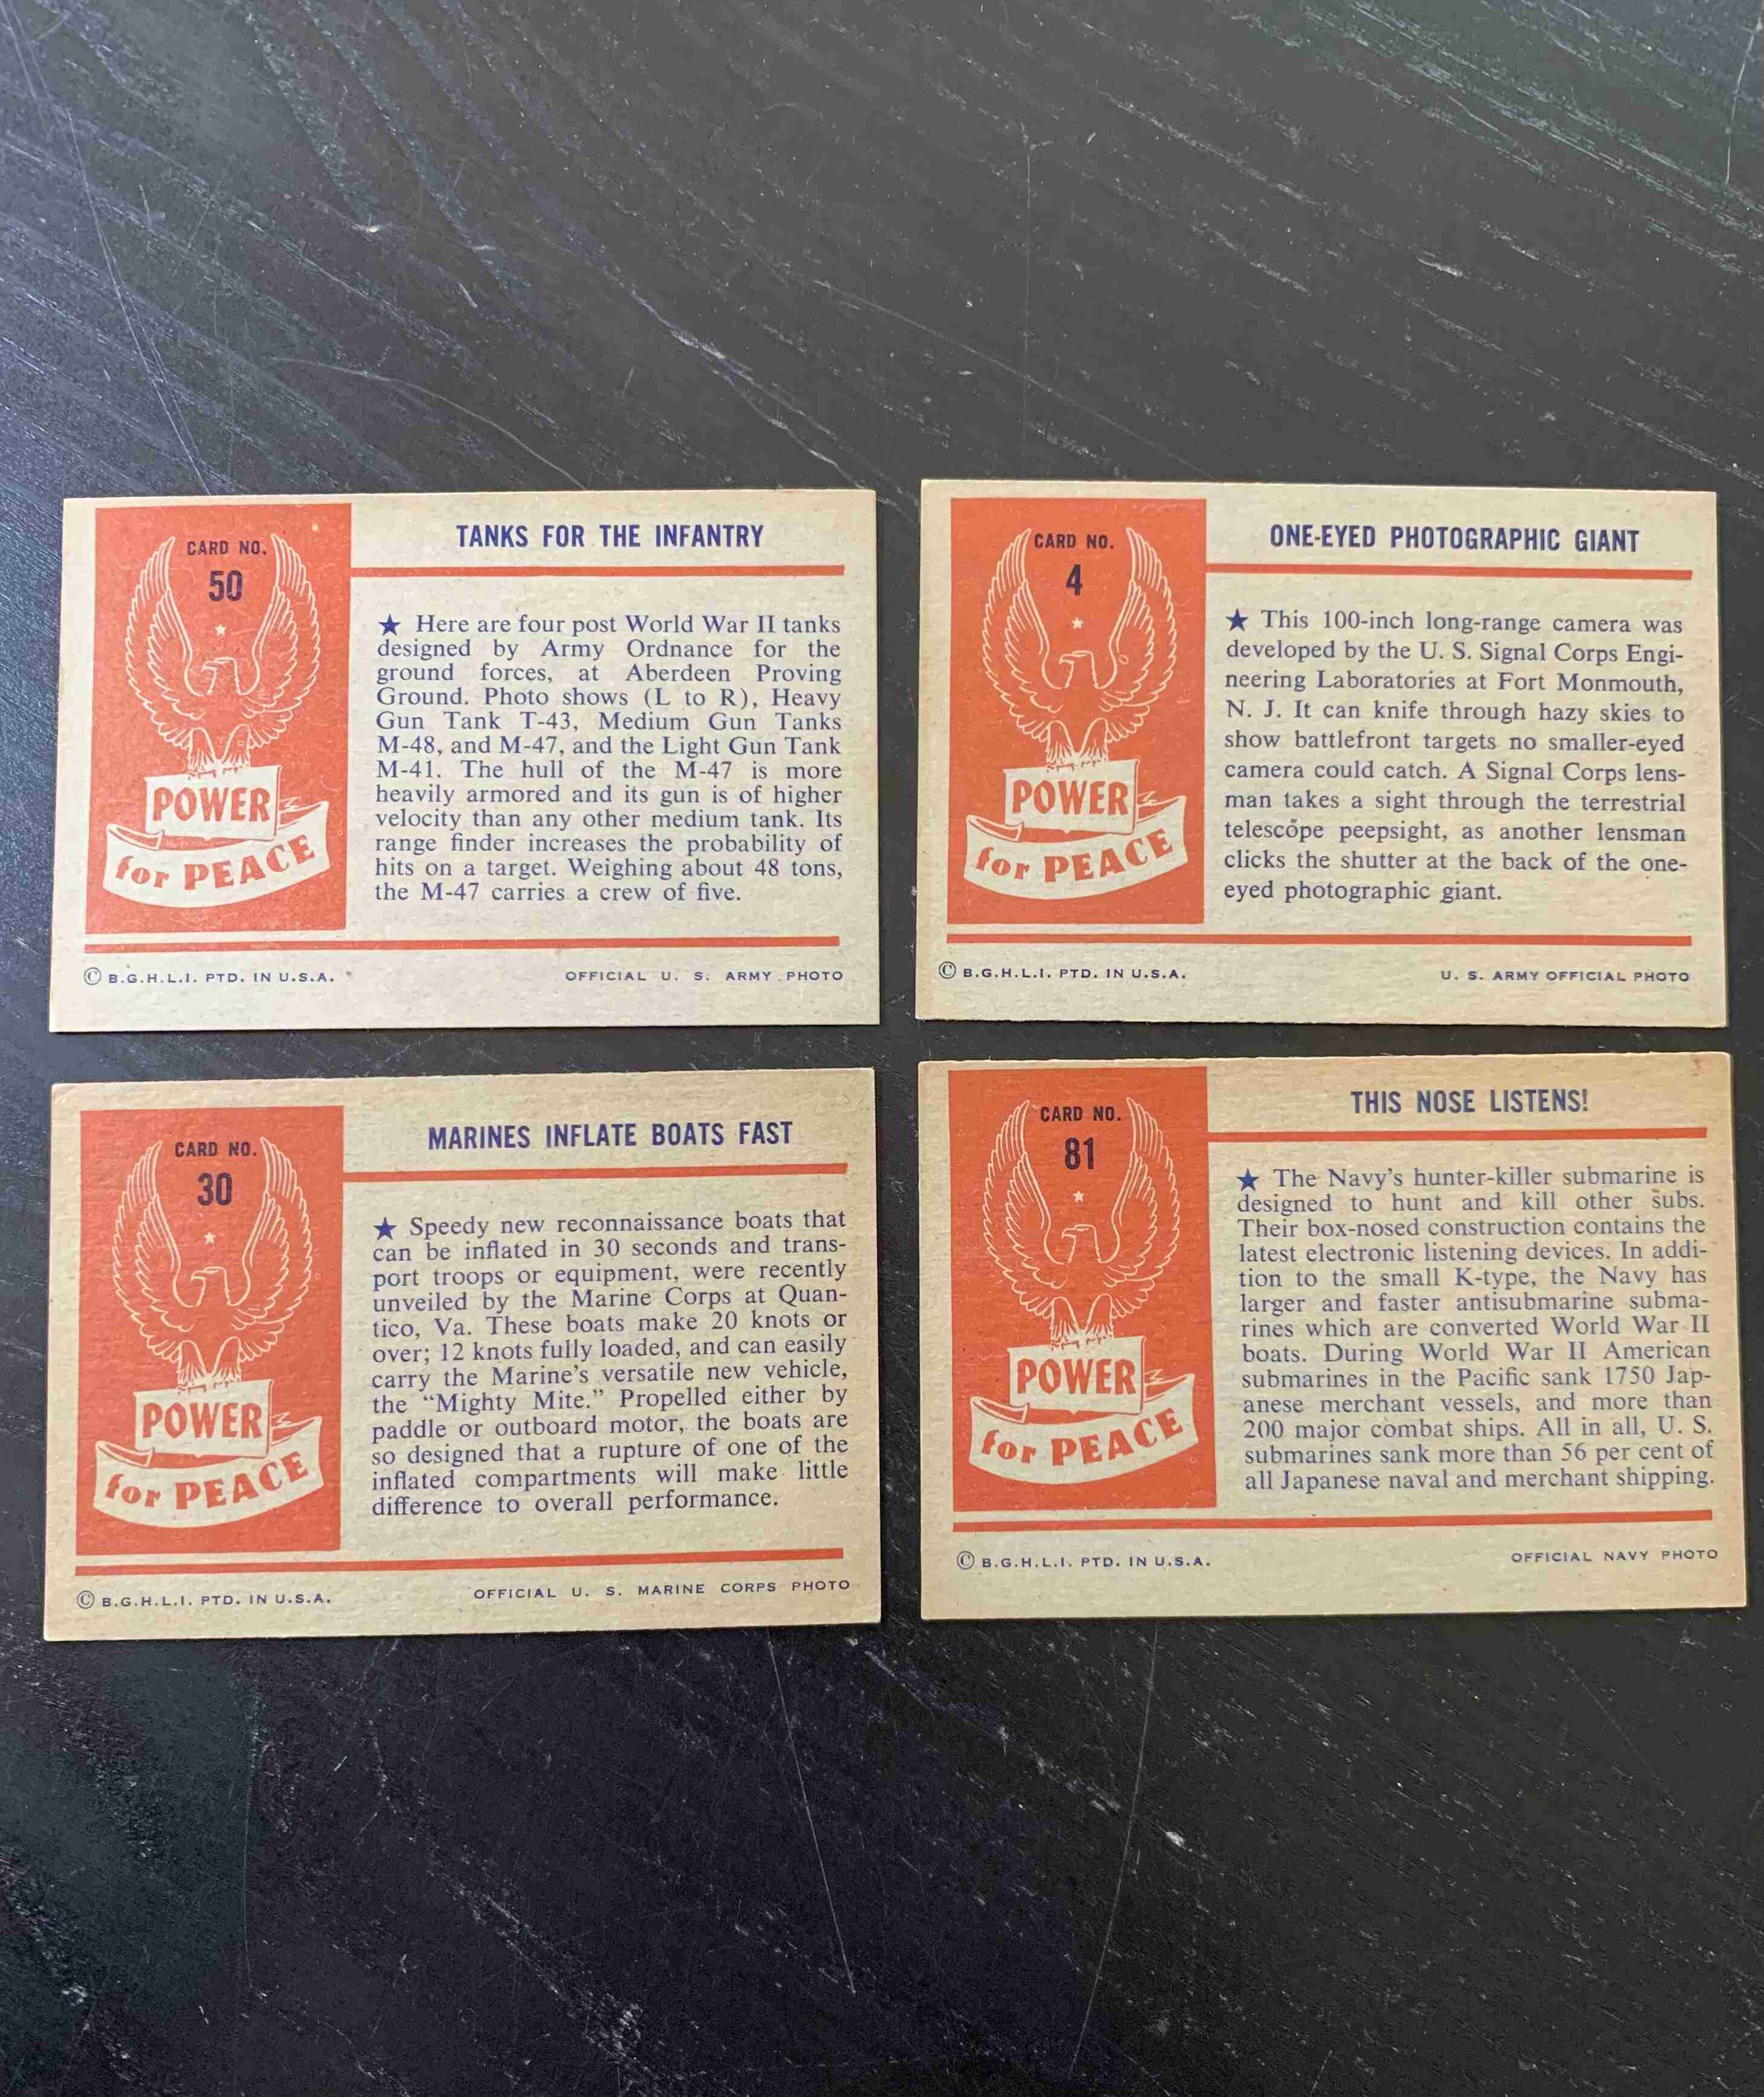 CARD NO.
50
POWER
for PEACE
TANKS FOR THE INFANTRY
★ Here are four post World War II tanks
designed by Army Ordnance for the
ground forces, at Aberdeen Proving
Ground. Photo shows (L to R), Heavy
Gun Tank T-43, Medium Gun Tanks
M-48, and M-47, and the Light Gun Tank
M-41. The hull of the M-47 is more
heavily armored and its gun is of higher
velocity than any other medium tank. Its
range finder increases the probability of
hits on a target. Weighing about 48 tons,
the M-47 carries a crew of five.
© B.G.H.L.I. PTD. IN U.S.A.
OFFICIAL U. S. ARMY PHOTO
CARD NO.
4
POWER
for PEACE
ONE-EYED PHOTOGRAPHIC GIANT
★ This 100-inch long-range camera was
developed by the U. S. Signal Corps Engi-
neering Laboratories at Fort Monmouth,
N. J. It can knife through hazy skies to
show battlefront targets no smaller-eyed
camera could catch. A Signal Corps lens-
man takes a sight through the terrestrial
telescope peepsight, as another lensman
clicks the shutter at the back of the one-
eyed photographic giant.
© B.G.H.L.I. PTD. IN U.S.A.
U. S. ARMY OFFICIAL PHOTO
CARD NO.
30
POWER
for PEACE
MARINES INFLATE BOATS FAST
★ Speedy new reconnaissance boats that
can be inflated in 30 seconds and trans-
port troops or equipment, were recently
unveiled by the Marine Corps at Quan-
tico, Va. These boats make 20 knots or
over; 12 knots fully loaded, and can easily
carry the Marine's versatile new vehicle,
the “Mighty Mite.” Propelled either by
paddle or outboard motor, the boats are
so designed that a rupture of one of the
inflated compartments will make little
difference to overall performance.
© B.G.H.L.I. PTD. IN U.S.A.
OFFICIAL U. S. MARINE CORPS PHOTO
CARD NO.
81
POWER
for PEACE
THIS NOSE LISTENS!
★ The Navy's hunter-killer submarine is
designed to hunt and kill other subs.
Their box-nosed construction contains the
latest electronic listening devices. In addi-
tion to the small K-type, the Navy has
larger and faster antisubmarine subma-
rines which are converted World War II
boats. During World War II American
submarines in the Pacific sank 1750 Jap-
anese merchant vessels, and more than
200 major combat ships. All in all, U. S.
submarines sank more than 56 per cent of
all Japanese naval and merchant shipping.
© B.G.H.L.I. PTD. IN U.S.A.
OFFICIAL NAVY PHOTO